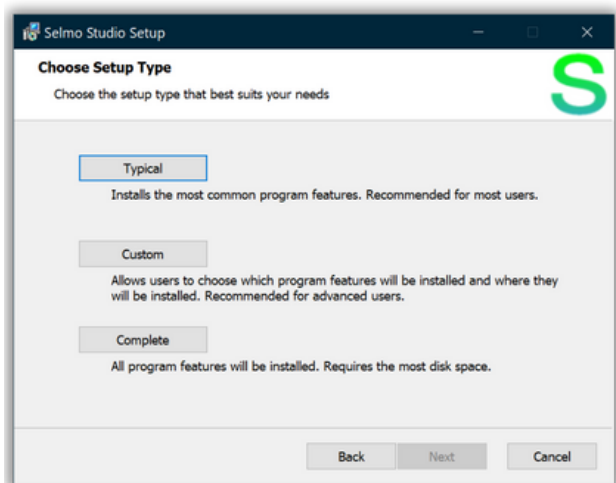 Selmo Studio Setup
Choose Setup Type
Choose the setup type that best suits your needs
S
Typical
Installs the most common program features. Recommended for most users.
Custom
Allows users to choose which program features will be installed and where they
will be installed. Recommended for advanced users.
Complete
All program features will be installed. Requires the most disk space.
Back Next Cancel